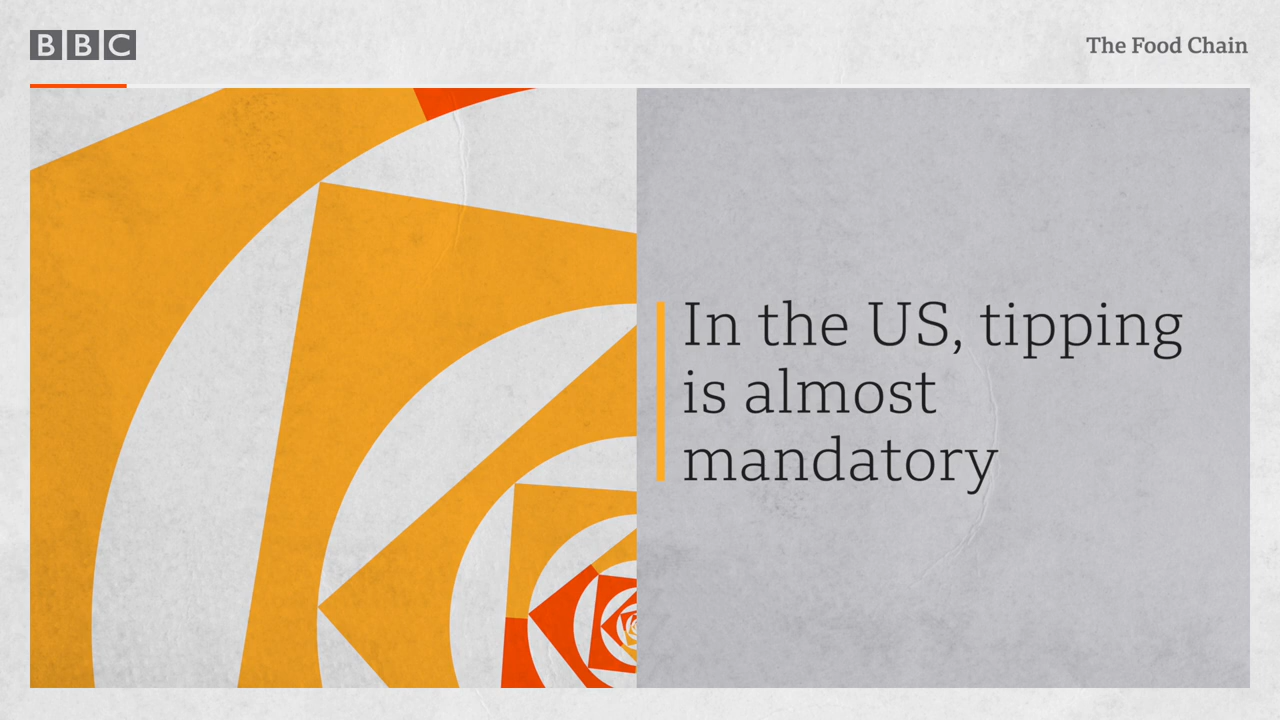 BBC
The Food Chain
In the US, tipping
is almost
mandatory